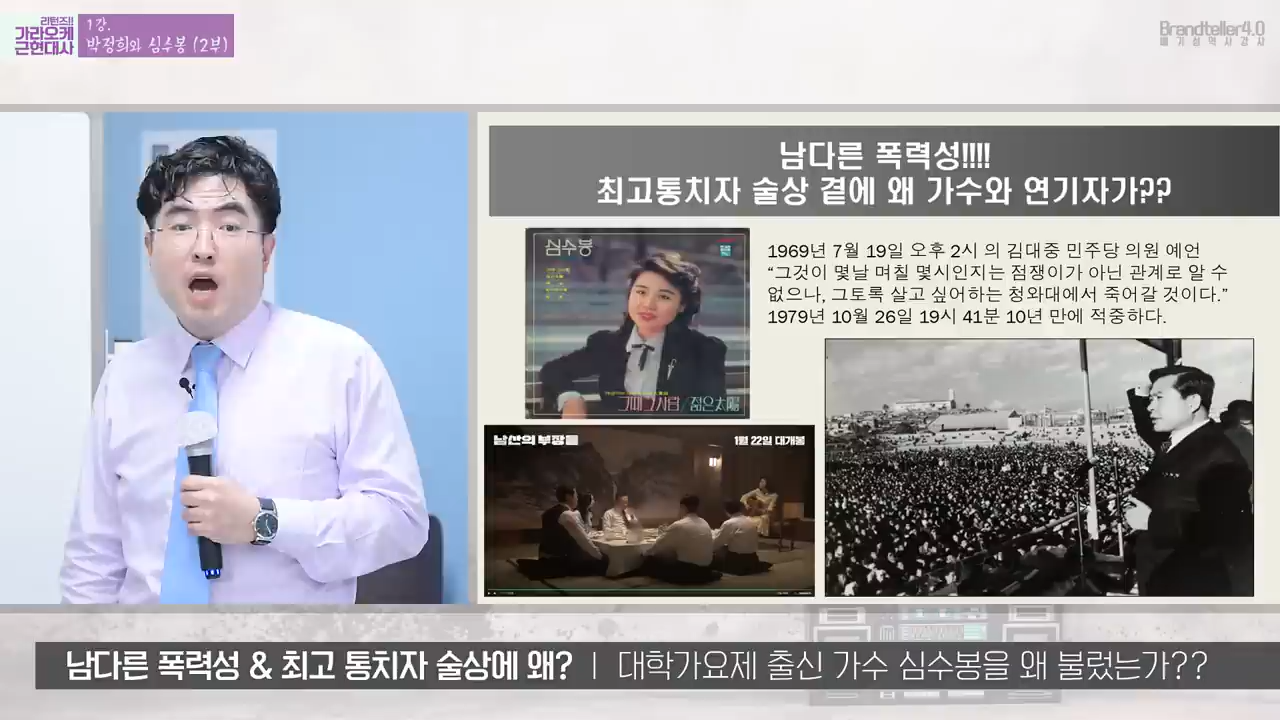 리턴즈!!
가라오케
근현대사
1강.
박정희와 심수봉 (2부)
Brandteller4.0
배기성역사강사
남다른 폭력성!!!!
최고통치자 술상 곁에 왜 가수와 연기자가??
심수봉
그때그사람/젊은太陽
1969년 7월 19일 오후 2시 의 김대중 민주당 의원 예언
“그것이 몇날 며칠 몇시인지는 점쟁이가 아닌 관계로 알 수
없으나, 그토록 살고 싶어하는 청와대에서 죽어갈 것이다.”
1979년 10월 26일 19시 41분 10년 만에 적중하다.
남산의 부장들
1월 22일 대개봉
남다른 폭력성 & 최고 통치자 술상에 왜? | 대학가요제 출신 가수 심수봉을 왜 불렀는가??